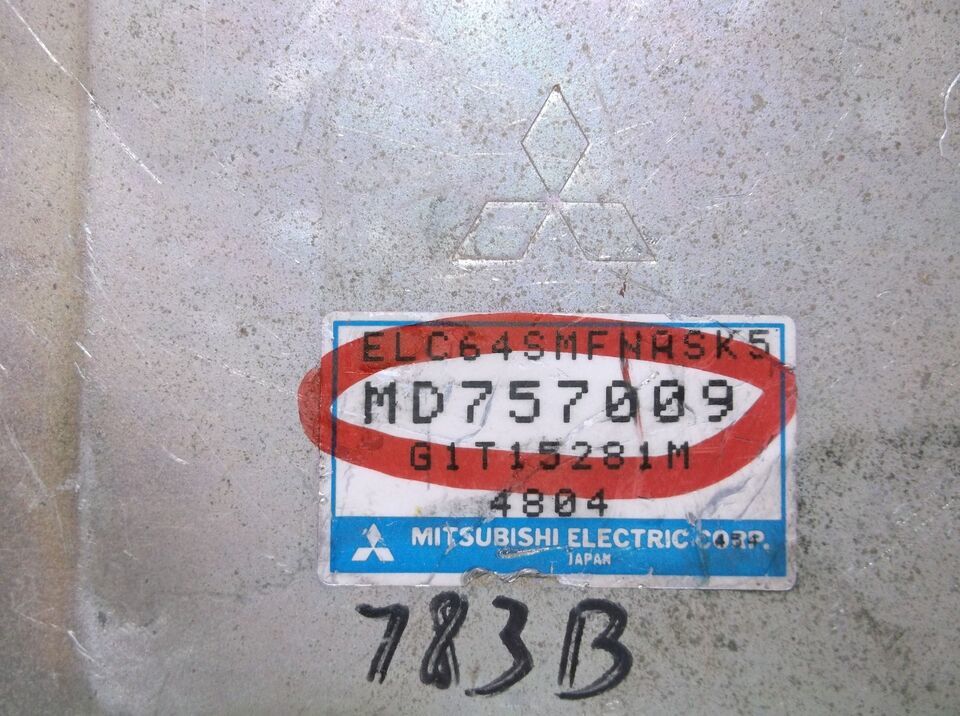 ELC64SMFNASK5
MD757009
G1T15281M
4804
MITSUBISHI ELECTRIC CORP.
JAPAN
783B